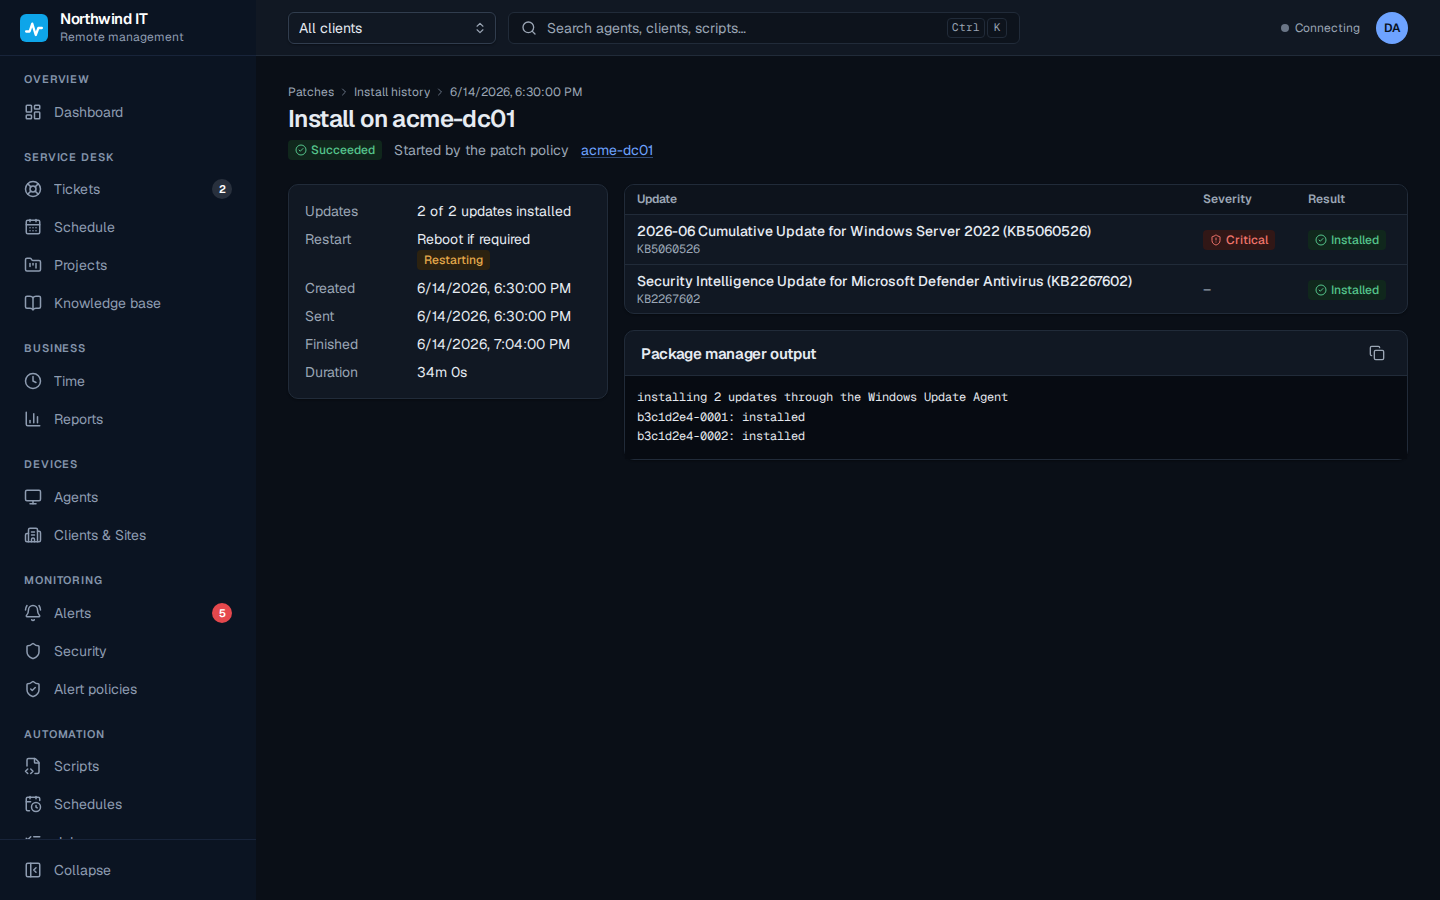 Northwind IT
Remote management
All clients
Search agents, clients, scripts...
Ctrl K
Connecting
DA
OVERVIEW
Dashboard
SERVICE DESK
Tickets 2
Schedule
Projects
Knowledge base
BUSINESS
Time
Reports
DEVICES
Agents
Clients & Sites
MONITORING
Alerts 5
Security
Alert policies
AUTOMATION
Scripts
Schedules
Collapse
Patches > Install history > 6/14/2026, 6:30:00 PM
Install on acme-dc01
Succeeded Started by the patch policy acme-dc01
Updates 2 of 2 updates installed
Restart Reboot if required
Restarting
Created 6/14/2026, 6:30:00 PM
Sent 6/14/2026, 6:30:00 PM
Finished 6/14/2026, 7:04:00 PM
Duration 34m 0s
Update Severity Result
2026-06 Cumulative Update for Windows Server 2022 (KB5060526)
KB5060526
Critical Installed
Security Intelligence Update for Microsoft Defender Antivirus (KB2267602)
KB2267602
– Installed
Package manager output
installing 2 updates through the Windows Update Agent
b3c1d2e4-0001: installed
b3c1d2e4-0002: installed